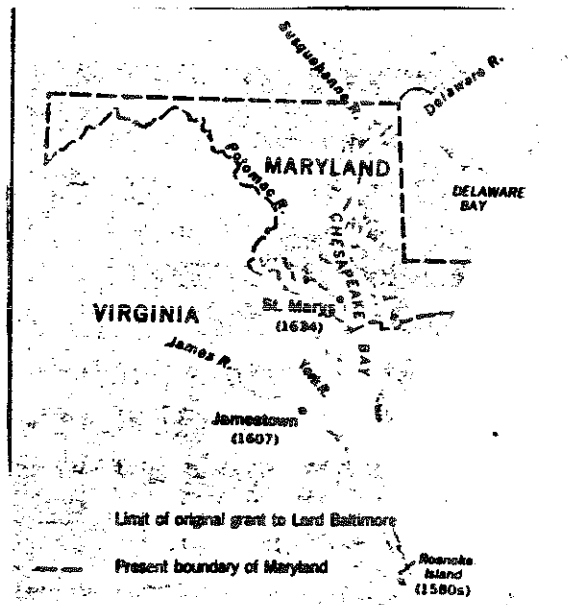 Susquehanna R.
Delaware R.
Potomac R.
MARYLAND
DELAWARE
BAY
CHESAPEAKE
BAY
VIRGINIA
St. Marys
(1634)
James R.
York R.
Jamestown
(1607)
Limit of original grant to Lord Baltimore
Present boundary of Maryland
Roanoke
Island
(1580s)